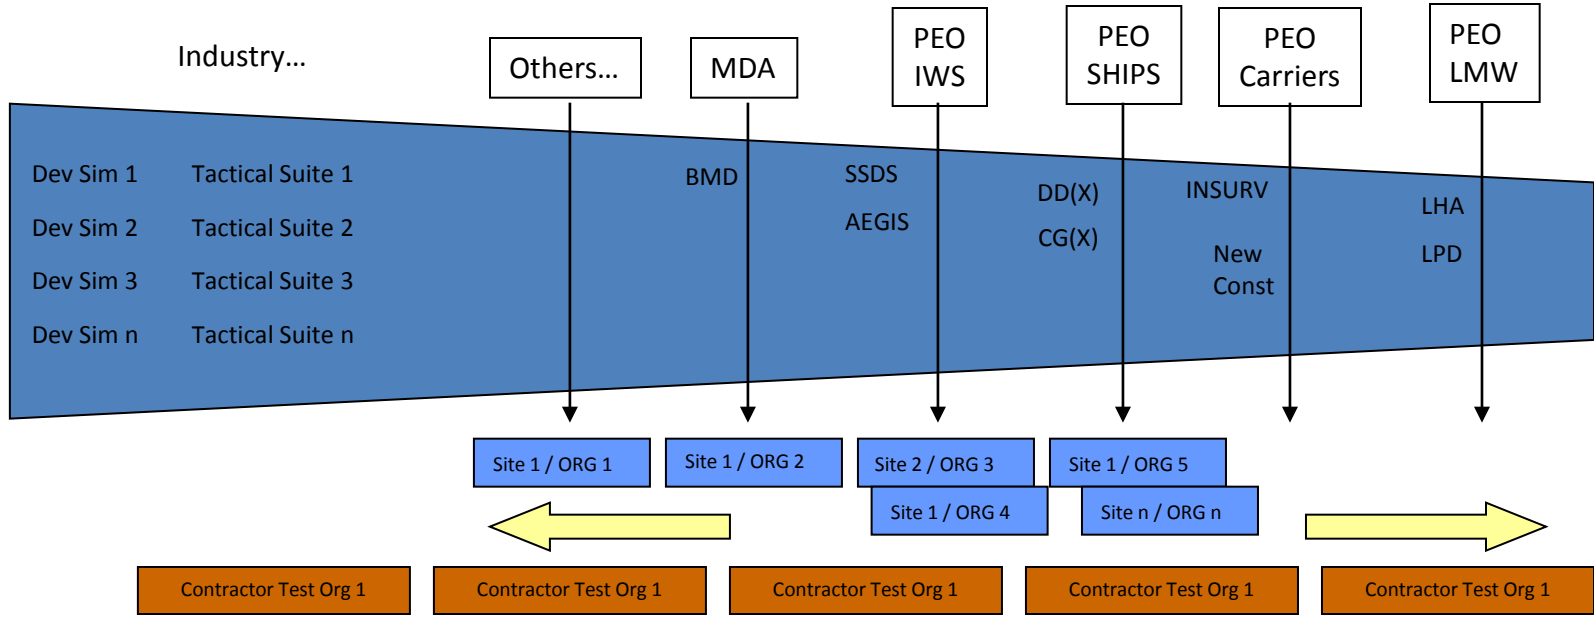 Industry…
Others…
MDA
PEO
IWS
PEO
SHIPS
PEO
Carriers
PEO
LMW
Dev Sim 1
Tactical Suite 1
Dev Sim 2
Tactical Suite 2
Dev Sim 3
Tactical Suite 3
Dev Sim n
Tactical Suite n
BMD
SSDS
AEGIS
DD(X)
CG(X)
INSURV
New
Const
LHA
LPD
Site 1 / ORG 1
Site 1 / ORG 2
Site 2 / ORG 3
Site 1 / ORG 5
Site 1 / ORG 4
Site n / ORG n
Contractor Test Org 1
Contractor Test Org 1
Contractor Test Org 1
Contractor Test Org 1
Contractor Test Org 1